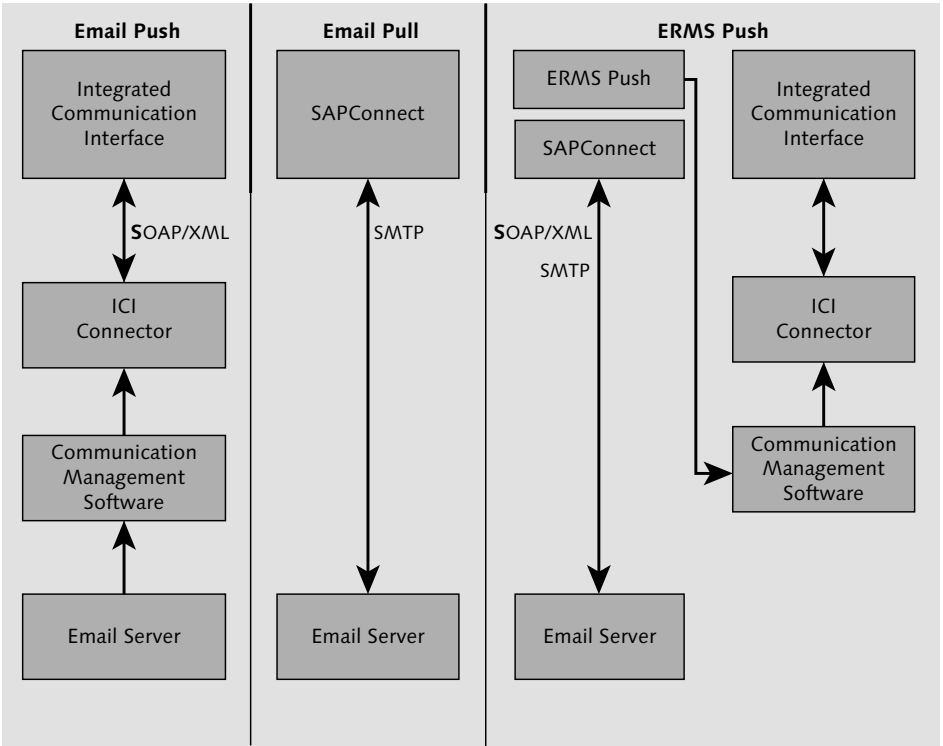 Email Push
Integrated
Communication
Interface
SOAP/XML
ICI
Connector
Communication
Management
Software
Email Server
Email Pull
SAPConnect
SMTP
Email Server
ERMS Push
ERMS Push
SAPConnect
SOAP/XML
SMTP
Email Server
Integrated
Communication
Interface
ICI
Connector
Communication
Management
Software